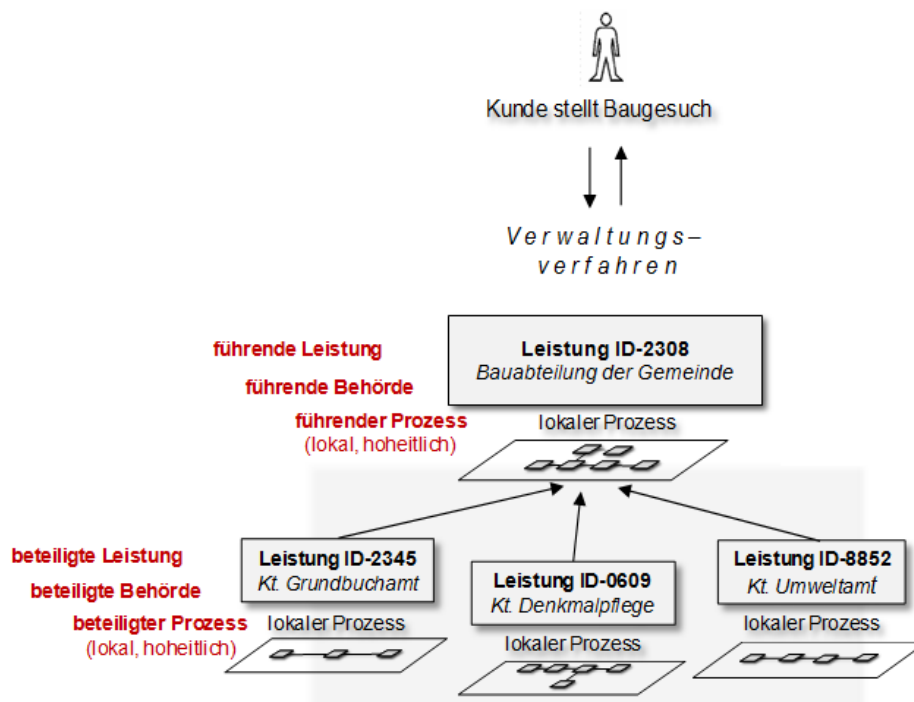 Kunde stellt Baugesuch
Verwaltungs–
verfahren
führende Leistung
führende Behörde
führender Prozess
(lokal, hoheitlich)
Leistung ID-2308
Bauabteilung der Gemeinde
lokaler Prozess
beteiligte Leistung
beteiligte Behörde
beteiligter Prozess
(lokal, hoheitlich)
Leistung ID-2345
Kt. Grundbuchamt
lokaler Prozess
Leistung ID-0609
Kt. Denkmalpflege
lokaler Prozess
Leistung ID-8852
Kt. Umweltamt
lokaler Prozess